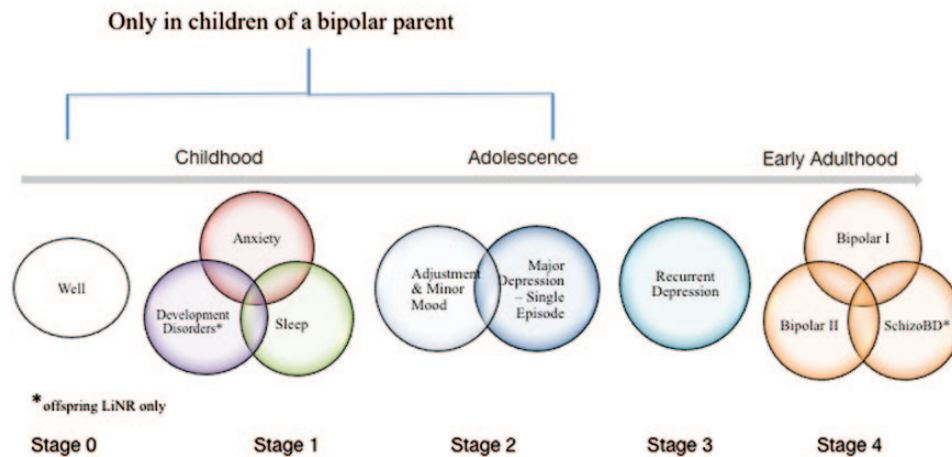 Only in children of a bipolar parent
Childhood
Adolescence
Early Adulthood
Well
Anxiety
Development
Disorders*
Sleep
Adjustment
& Minor
Mood
Major
Depression
– Single
Episode
Recurrent
Depression
Bipolar I
Bipolar II
SchizoBD*
*offspring LiNR only
Stage 0
Stage 1
Stage 2
Stage 3
Stage 4